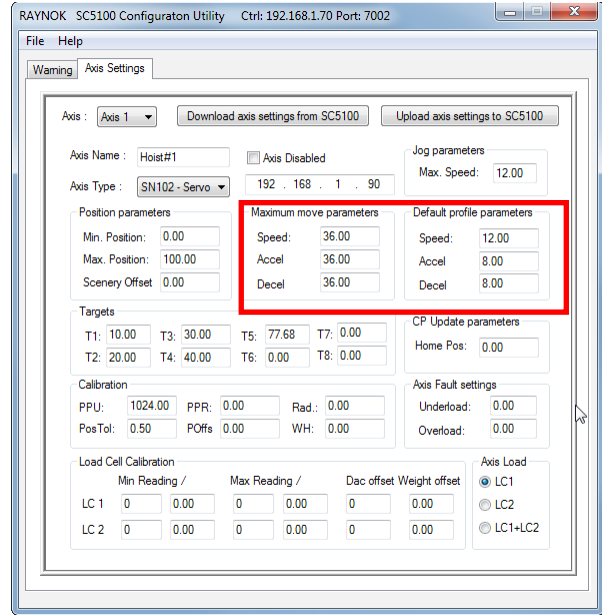 RAYNOK SC5100 Configuraton Utility Ctrl: 192.168.1.70 Port: 7002
File Help
Warning Axis Settings
Axis : Axis 1 Download axis settings from SC5100 Upload axis settings to SC5100
Axis Name : Hoist#1 Axis Disabled
Jog parameters
Max. Speed: 12.00
Axis Type : SN102 - Servo 192 . 168 . 1 . 90
Position parameters Maximum move parameters Default profile parameters
Min. Position: 0.00 Speed: 36.00 Speed: 12.00
Max. Position: 100.00 Accel 36.00 Accel 8.00
Scenery Offset 0.00 Decel 36.00 Decel 8.00
Targets CP Update parameters
T1: 10.00 T3: 30.00 T5: 77.68 T7: 0.00 Home Pos: 0.00
T2: 20.00 T4: 40.00 T6: 0.00 T8: 0.00
Calibration Axis Fault settings
PPU: 1024.00 PPR: 0.00 Rad.: 0.00 Underload: 0.00
PosTol: 0.50 POffs 0.00 WH: 0.00 Overload: 0.00
Load Cell Calibration Axis Load
Min Reading / Max Reading / Dac offset Weight offset LC1
LC 1 0 0.00 0 0.00 0 0.00 LC2
LC 2 0 0.00 0 0.00 0 0.00 LC1+LC2